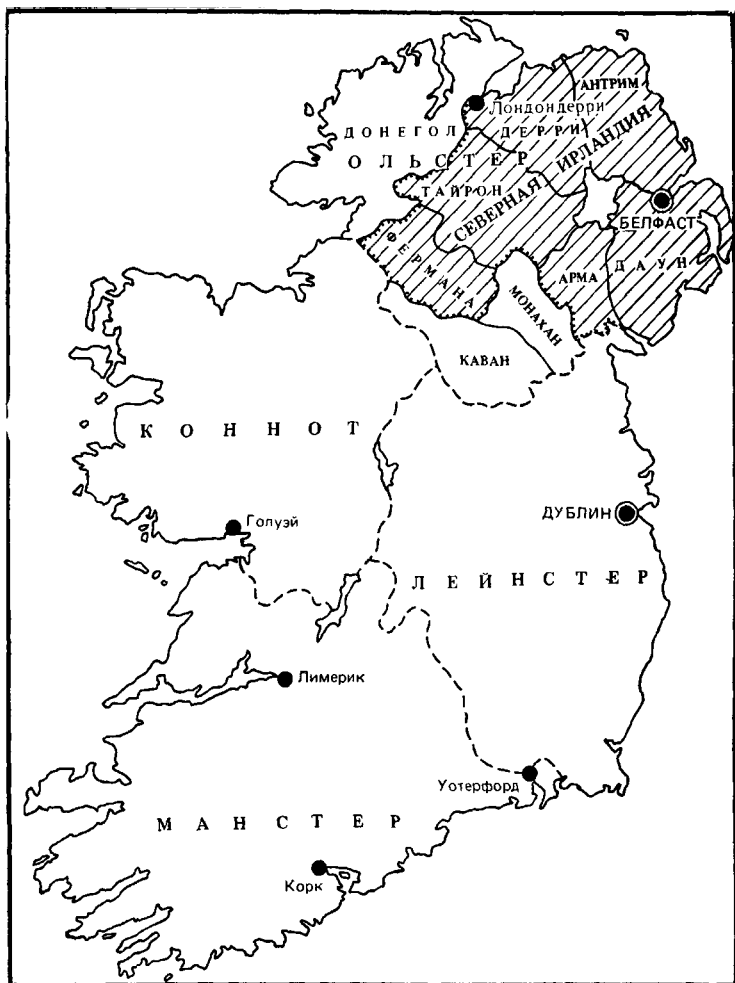 АНТРИМ
Лондондерри
ДОНЕГОЛ
ДЕРРИ
ОЛЬСТЕР
СЕВЕРНАЯ ИРЛАНДИЯ
ТАЙРОН
БЕЛФАСТ
ФЕРМАНА
АРМА
ДАУН
МОНАХАН
КАВАН
КОННОТ
Голуэй
ДУБЛИН
ЛЕЙНСТЕР
Лимерик
Уотерфорд
МАНСТЕР
Корк